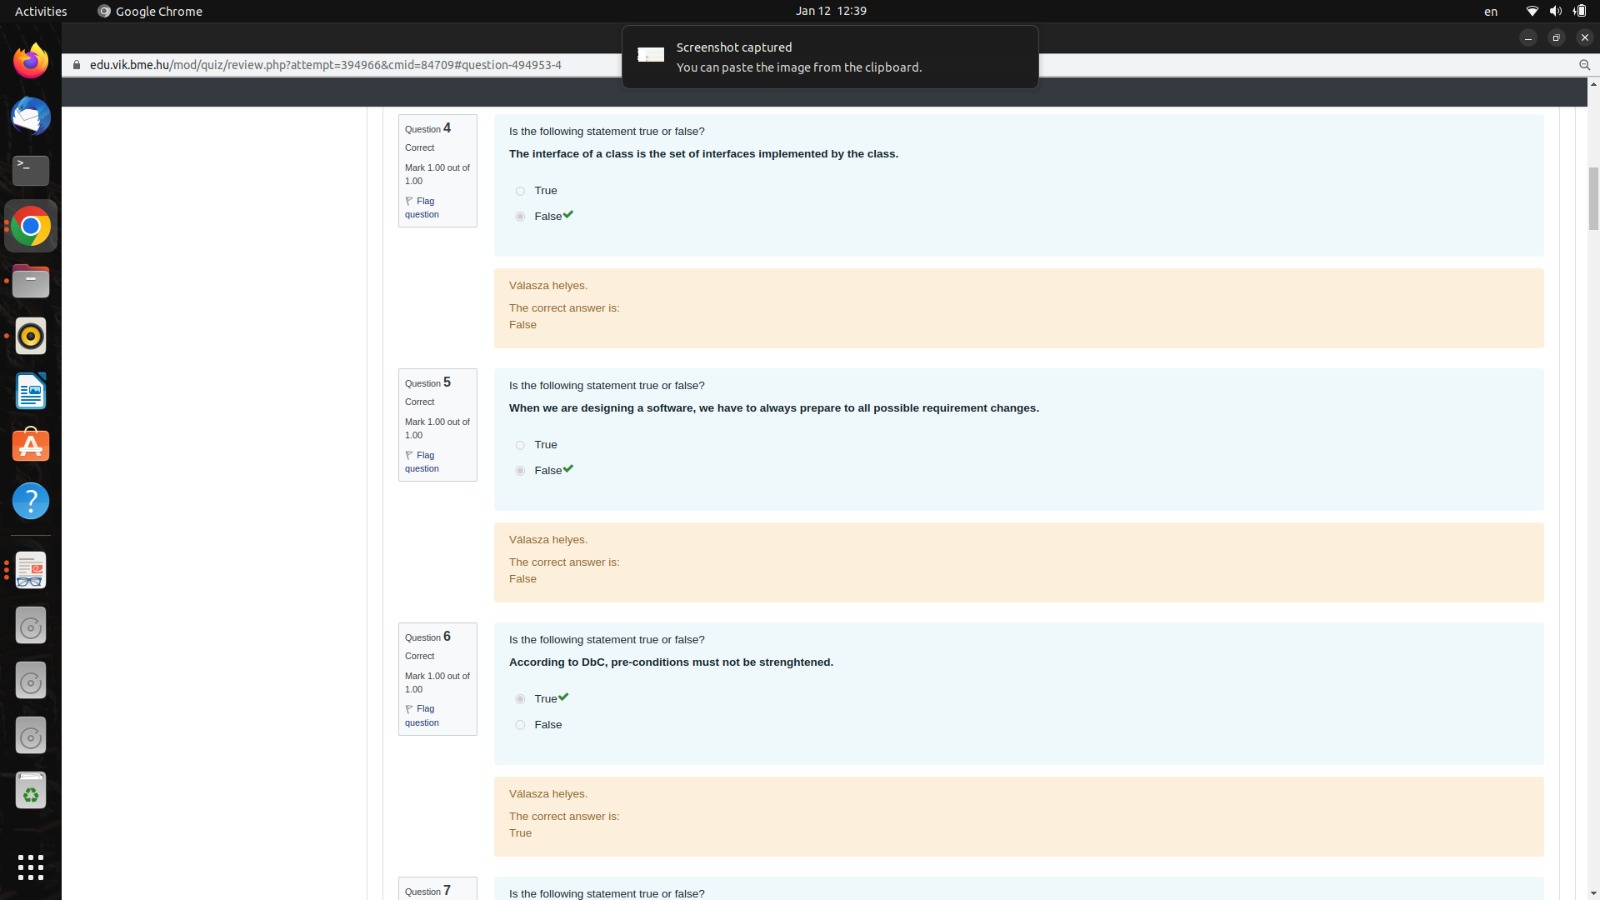 Activities
Google Chrome
Jan 12 12:39
en
Screenshot captured
You can paste the image from the clipboard.
edu.vik.bme.hu/mod/quiz/review.php?attempt=394966&cmid=84709#question-494953-4
Question 4
Correct
Mark 1.00 out of
1.00
Flag
question
Is the following statement true or false?
The interface of a class is the set of interfaces implemented by the class.
True
False
Válasza helyes.
The correct answer is:
False
Question 5
Correct
Mark 1.00 out of
1.00
Flag
question
Is the following statement true or false?
When we are designing a software, we have to always prepare to all possible requirement changes.
True
False
Válasza helyes.
The correct answer is:
False
Question 6
Correct
Mark 1.00 out of
1.00
Flag
question
Is the following statement true or false?
According to DbC, pre-conditions must not be strenghtened.
True
False
Válasza helyes.
The correct answer is:
True
Question 7
Is the following statement true or false?